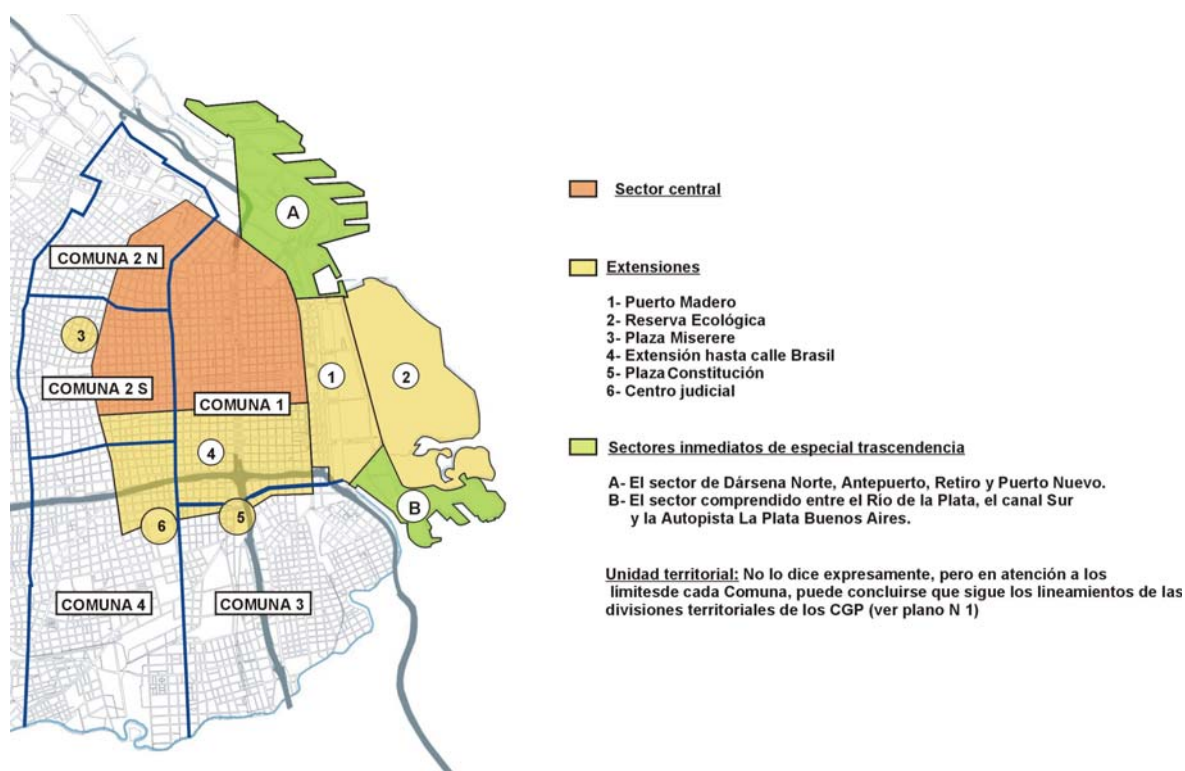 A
COMUNA 2 N
3
COMUNA 2 S
1
2
COMUNA 1
4
B
6
5
COMUNA 4
COMUNA 3
Sector central
Extensiones
1- Puerto Madero
2- Reserva Ecológica
3- Plaza Miserere
4- Extensión hasta calle Brasil
5- Plaza Constitución
6- Centro judicial
Sectores inmediatos de especial trascendencia
A- El sector de Dársena Norte, Antepuerto, Retiro y Puerto Nuevo.
B- El sector comprendido entre el Río de la Plata, el canal Sur
y la Autopista La Plata Buenos Aires.
Unidad territorial: No lo dice expresamente, pero en atención a los
límitesde cada Comuna, puede concluirse que sigue los lineamientos de las
divisiones territoriales de los CGP (ver plano N 1)